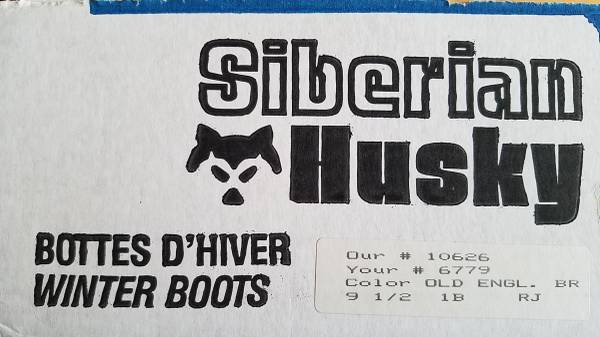 Siberian
Husky
BOTTES D'HIVER
WINTER BOOTS
Our # 10626
Your # 6779
Color OLD ENGL. BR
9 1/2 1B RJ